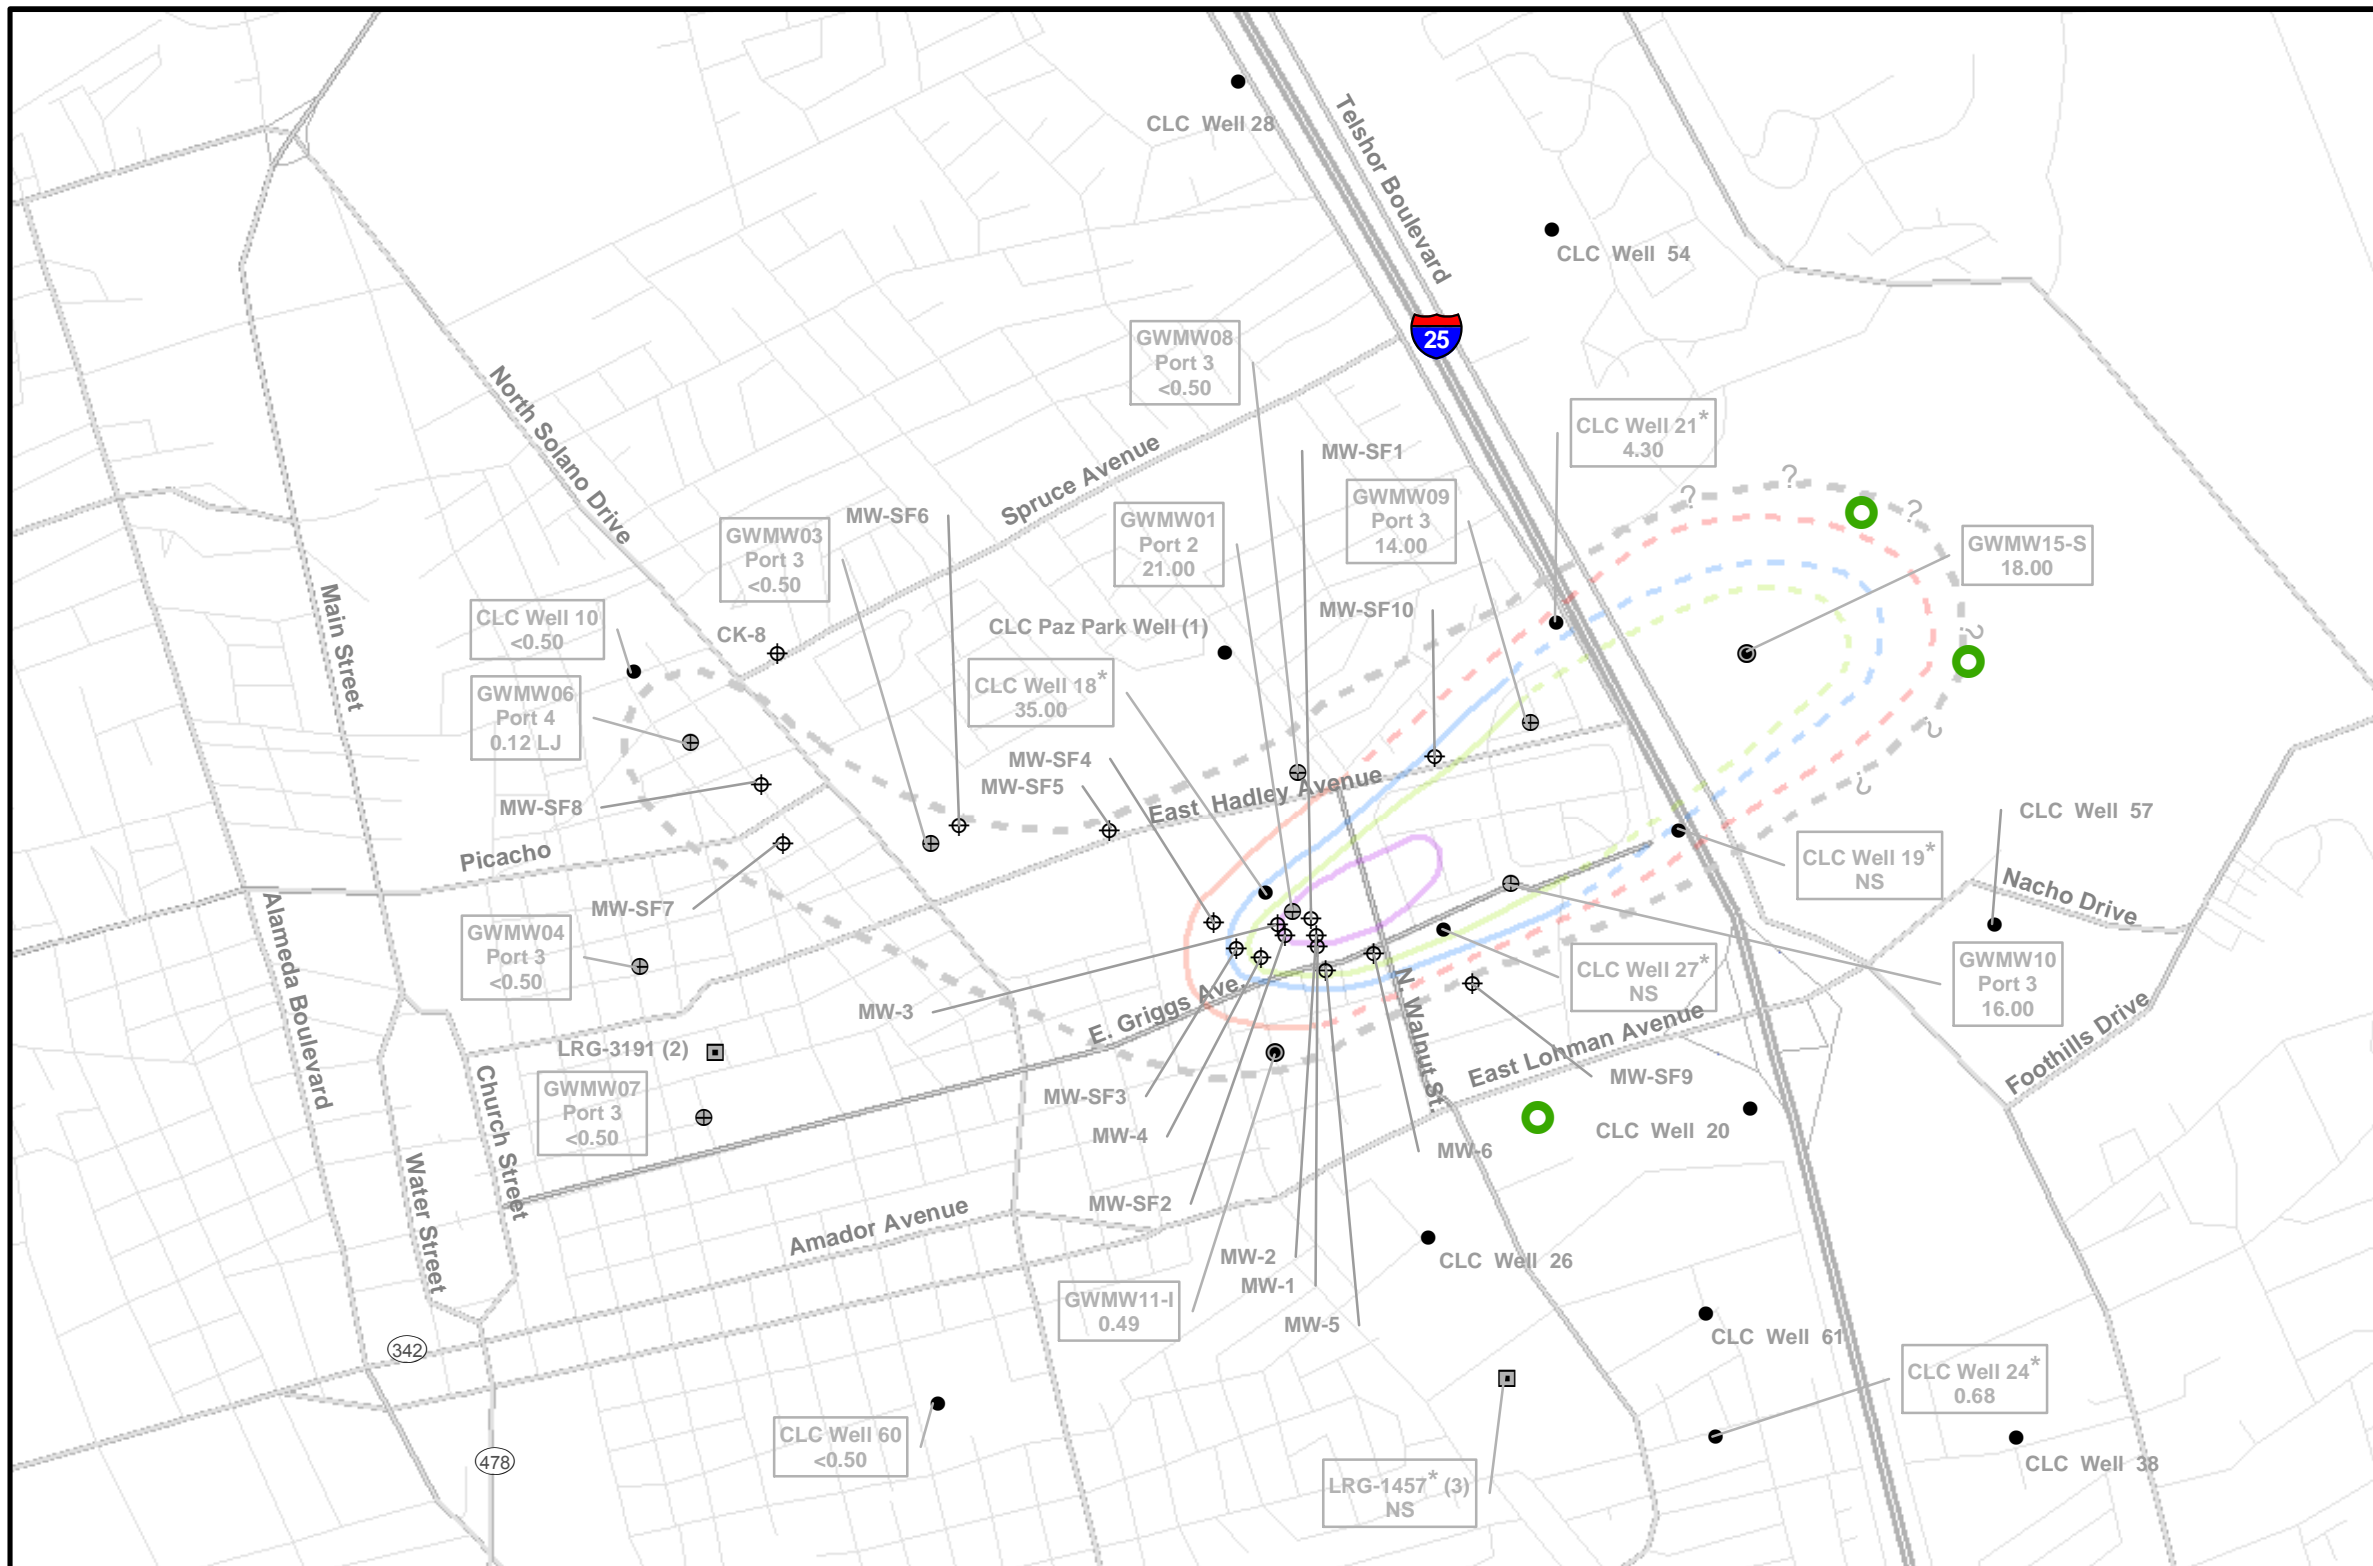 CLC Well 28
Telshor Boulevard
CLC Well 54
25
GWMW08
Port 3
<0.50
North Solano Drive
Spruce Avenue
MW-SF1
CLC Well 21*
4.30
GWMW09
Port 3
14.00
?
?
?
?
?
?
GWMW15-S
18.00
GWMW03
Port 3
<0.50
MW-SF6
GWMW01
Port 2
21.00
Main Street
CLC Well 10
<0.50
CK-8
CLC Paz Park Well (1)
MW-SF10
GWMW06
Port 4
0.12 LJ
CLC Well 18*
35.00
MW-SF4
MW-SF5
MW-SF8
East Hadley Avenue
CLC Well 57
Picacho
CLC Well 19*
NS
Nacho Drive
Alameda Boulevard
MW-SF7
GWMW04
Port 3
<0.50
MW-3
E. Griggs Ave.
N. Walnut St.
CLC Well 27*
NS
GWMW10
Port 3
16.00
LRG-3191 (2)
East Lohman Avenue
Foothills Drive
MW-SF9
GWMW07
Port 3
<0.50
Church Street
MW-SF3
MW-4
CLC Well 20
MW-6
Water Street
MW-SF2
Amador Avenue
MW-2
MW-1
CLC Well 26
GWMW11-I
0.49
MW-5
CLC Well 61
342
CLC Well 24*
0.68
CLC Well 60
<0.50
478
LRG-1457* (3)
NS
CLC Well 38